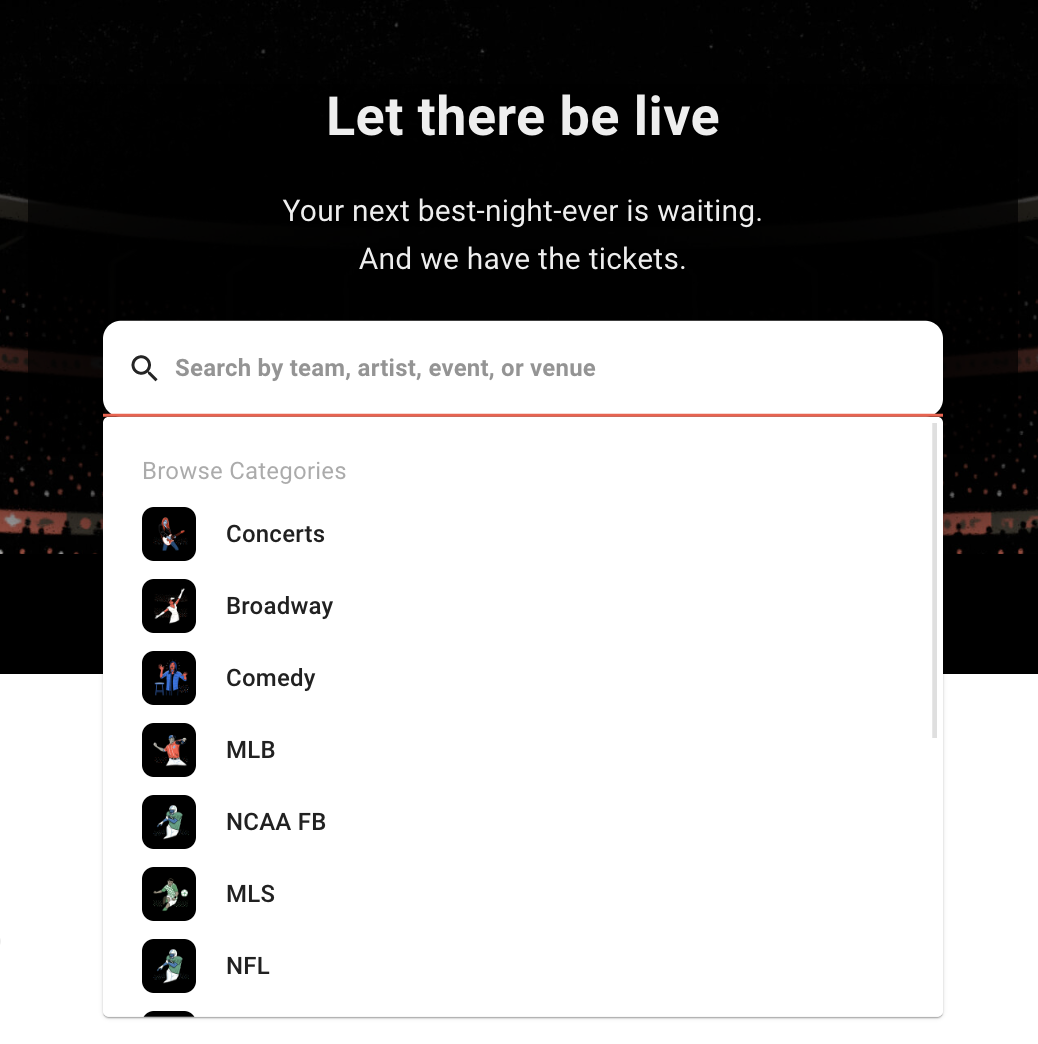 Let there be live
Your next best-night-ever is waiting.
And we have the tickets.
Search by team, artist, event, or venue
Browse Categories
Concerts
Broadway
Comedy
MLB
NCAA FB
MLS
NFL